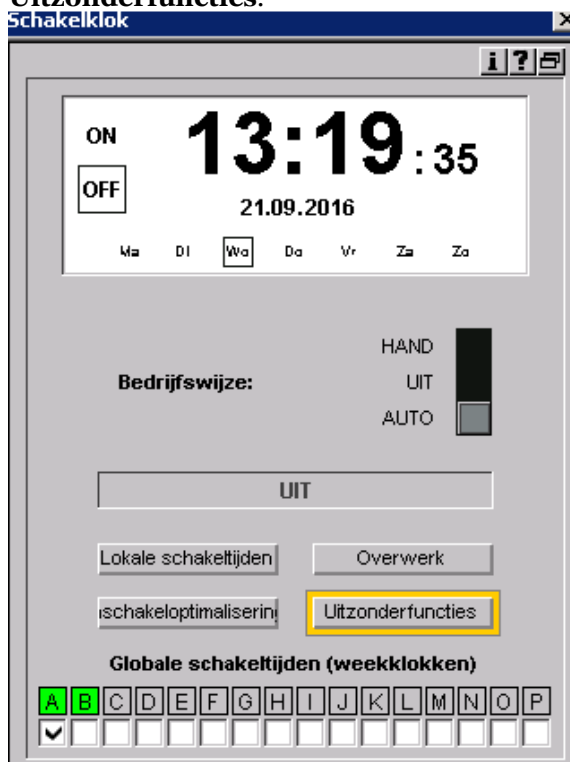 Uitzonderfuncties.
Schakelklok
i ? 
ON 13:19:35
OFF
21.09.2016
Ma DI Wo Do Vr Za Zo
HAND
Bedrijfswijze: UIT
AUTO
UIT
Lokale schakeltijden Overwerk
schakeloptimalisering Uitzonderfuncties
Globale schakeltijden (weekklokken)
A B C D E F G H I J K L M N O P